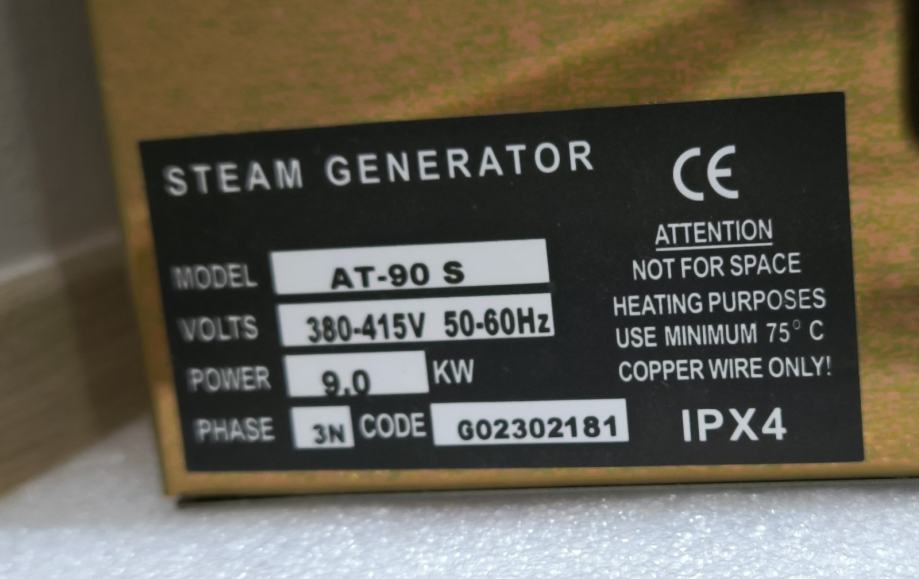 STEAM GENERATOR
MODEL AT-90 S
VOLTS 380-415V 50-60Hz
POWER 9.0 KW
PHASE 3N CODE G02302181
CE
ATTENTION
NOT FOR SPACE
HEATING PURPOSES
USE MINIMUM 75° C
COPPER WIRE ONLY!
IPX4